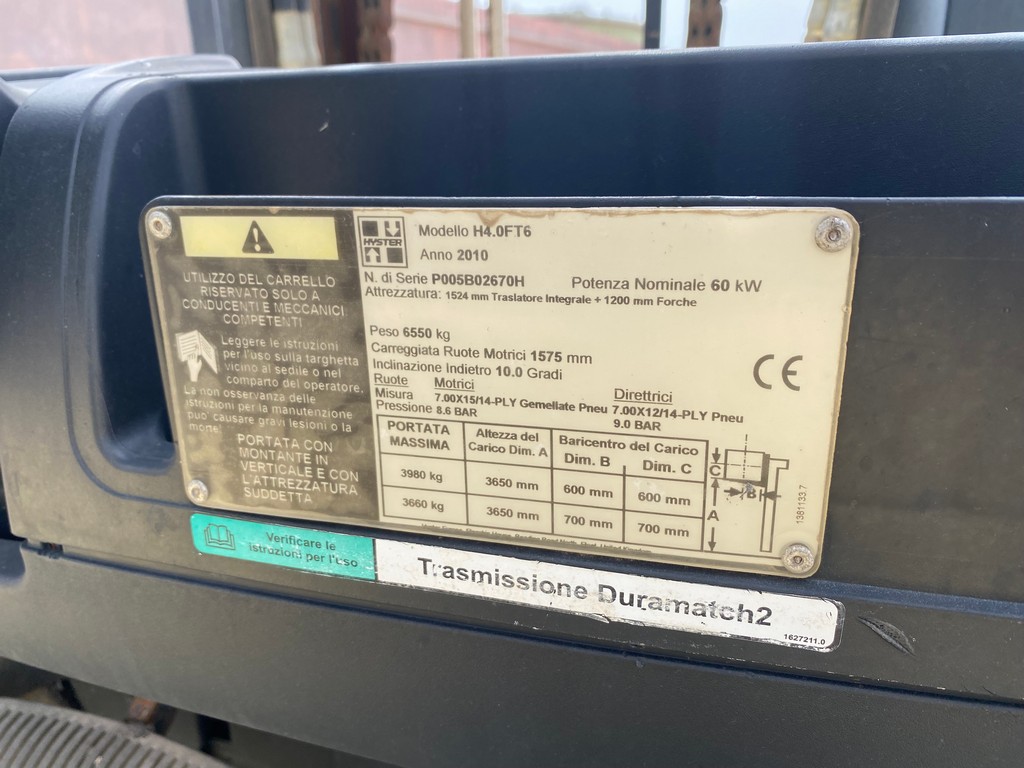 UTILIZZO DEL CARRELLO
RISERVATO SOLO A
CONDUCENTI E MECCANICI
COMPETENTI
Leggere le istruzioni
per l'uso sulla targhetta
vicino al sedile o nel
comparto del operatore.
La non osservanza delle
istruzioni per la manutenzione
puo' causare gravi lesioni o la
morte!
PORTATA CON
MONTANTE IN
VERTICALE E CON
L'ATTREZZATURA
SUDDETTA
HYSTER
Modello H4.0FT6
Anno 2010
N. di Serie P005B02670H
Potenza Nominale 60 kW
Attrezzatura: 1524 mm Traslatore Integrale + 1200 mm Forche
Peso 6550 kg
Carreggiata Ruote Motrici 1575 mm
Inclinazione Indietro 10.0 Gradi
Ruote Motrici Direttrici
Misura 7.00X15/14-PLY Gemellate Pneu 7.00X12/14-PLY Pneu
Pressione 8.6 BAR 9.0 BAR
PORTATA MASSIMA Altezza del Carico Dim. A Baricentro del Carico
Dim. B Dim. C
3980 kg 3650 mm 600 mm 600 mm
3660 kg 3650 mm 700 mm 700 mm
C
B
A
1381133.7
CE
Verificare le
istruzioni per l'uso
Trasmissione Duramatch2
1627211.0